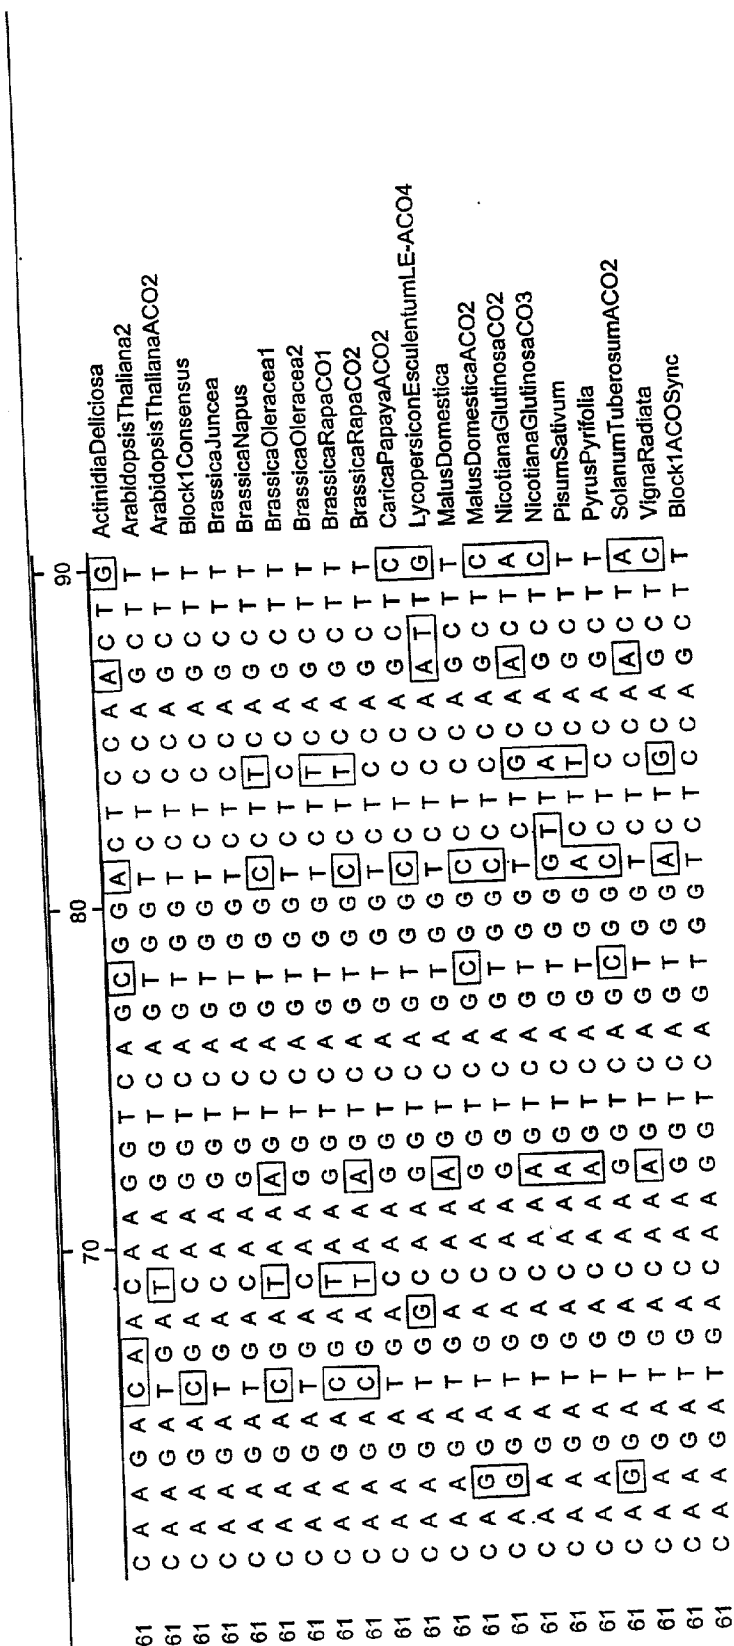 70 80 90
61 C A A G A C A A C A A G G T C A G C G G A C T C C A A C T G ActinidiaDeliciosa
61 C A A G A T G A T A A G G T C A G T G G T C T C C A G C T T ArabidopsisThaliana2
61 C A A G A C G A C A A G G T C A G T G G T C T C C A G C T T ArabidopsisThalianaACO2
61 C A A G A T G A C A A G G T C A G T G G T C T C C A G C T T Block1Consensus
61 C A A G A T G A C A A G G T C A G T G G T C T C C A G C T T BrassicaJuncea
61 C A A G A C G A T A A A G T C A G T G G C C T T C A G C T T BrassicaNapus
61 C A A G A T G A C A A G G T C A G T G G T C T C C A G C T T BrassicaOleracea1
61 C A A G A C G A T A A G G T C A G T G G T C T T C A G C T T BrassicaOleracea2
61 C A A G A C G A T A A A G T C A G T G G C C T T C A G C T T BrassicaRapaCO1
61 C A A G A T G A C A A G G T C A G T G G T C T C C A G C T T BrassicaRapaCO2
61 C A A G A T G G C A A G G T C A G T G G C C T C C A G C T C CaricaPapayaACO2
61 C A A G A T G A C A A A G T C A G T G G T C T C C A A T T G LycopersiconEsculentumLE-ACO4
61 C A G G A T G A C A A G G T C A G C G G C C T C C A G C T T MalusDomestica
61 C A G G A T G A C A A G G T C A G T G G C C T C C A G C T C MalusDomesticaACO2
61 C A A G A T G A C A A A G T C A G T G G T C T G C A A C T A NicotianaGlutinosaCO2
61 C A A G A T G A C A A A G T C A G T G G G T T A C A G C T C NicotianaGlutinosaCO3
61 C A A G A T G A C A A A G T C A G T G G A C T T C A G C T T PisumSativum
61 C A G G A T G A C A A G G T C A G C G G C C T C C A G C T T PyrusPyrifolia
61 C A A G A T G A C A A A G T C A G T G G T C T C C A A C T A SolanumTuberosumACO2
61 C A A G A T G A C A A G G T C A G T G G A C T G C A G C T C VignaRadiata
61 C A A G A T G A C A A G G T C A G T G G T C T C C A G C T T Block1ACOSync